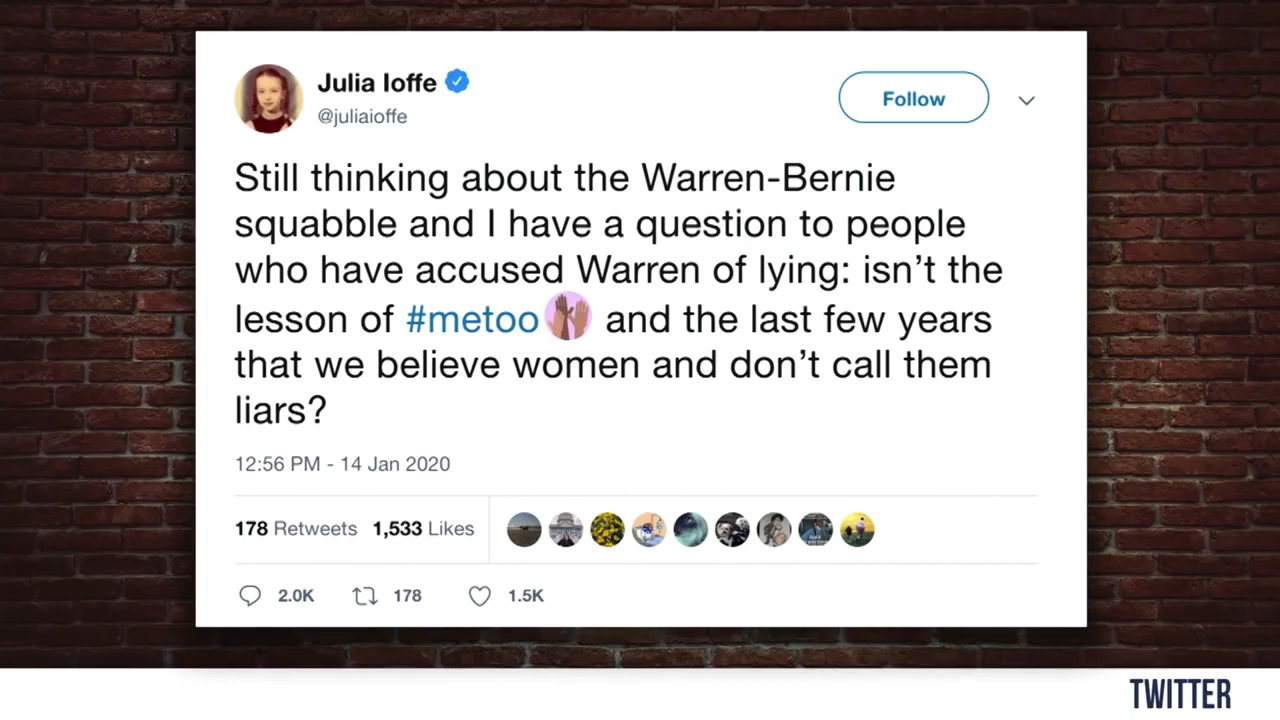 Julia Ioffe
@juliaioffe
Follow
Still thinking about the Warren-Bernie
squabble and I have a question to people
who have accused Warren of lying: isn’t the
lesson of #metoo and the last few years
that we believe women and don’t call them
liars?
12:56 PM - 14 Jan 2020
178 Retweets 1,533 Likes
2.0K 178 1.5K
TWITTER